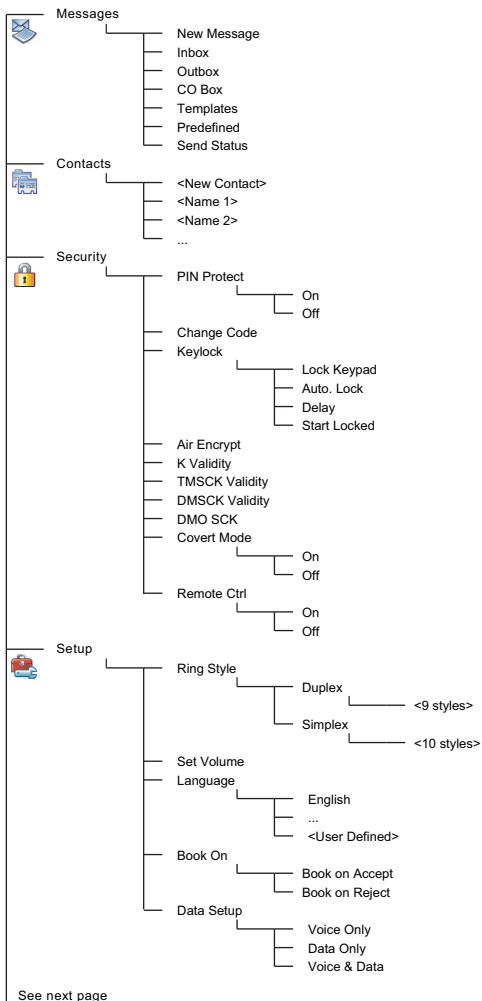 Messages
New Message
Inbox
Outbox
CO Box
Templates
Predefined
Send Status
Contacts
<New Contact>
<Name 1>
<Name 2>
...
Security
PIN Protect
On
Off
Change Code
Keylock
Lock Keypad
Auto. Lock
Delay
Start Locked
Air Encrypt
K Validity
TMSCK Validity
DMSCK Validity
DMO SCK
Covert Mode
On
Off
Remote Ctrl
On
Off
Setup
Ring Style
Duplex
<9 styles>
Simplex
<10 styles>
Set Volume
Language
English
...
<User Defined>
Book On
Book on Accept
Book on Reject
Data Setup
Voice Only
Data Only
Voice & Data
See next page